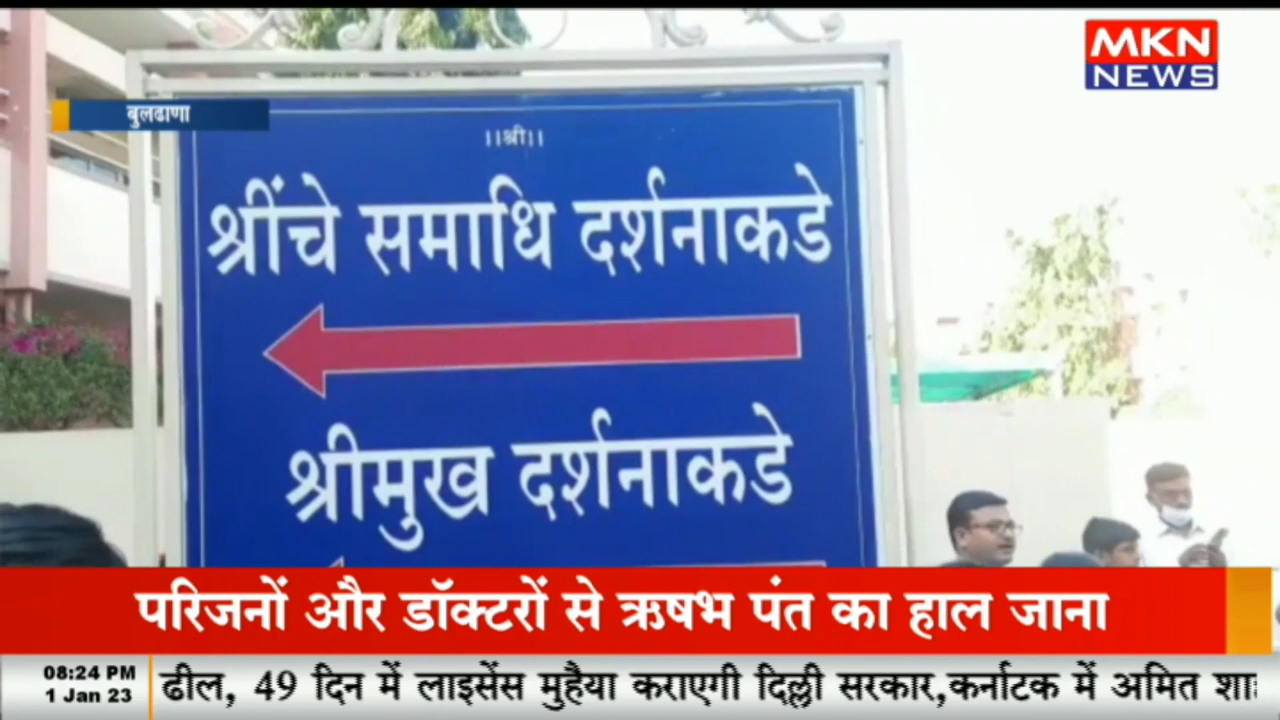 MKN
NEWS
बुलढाणा
||श्री||
श्रींचे समाधि दर्शनाकडे
श्रीमुख दर्शनाकडे
परिजनों और डॉक्टरों से ऋषभ पंत का हाल जाना
08:24 PM
1 Jan 23
ढील, 49 दिन में लाइसेंस मुहैया कराएगी दिल्ली सरकार,कर्नाटक में अमित